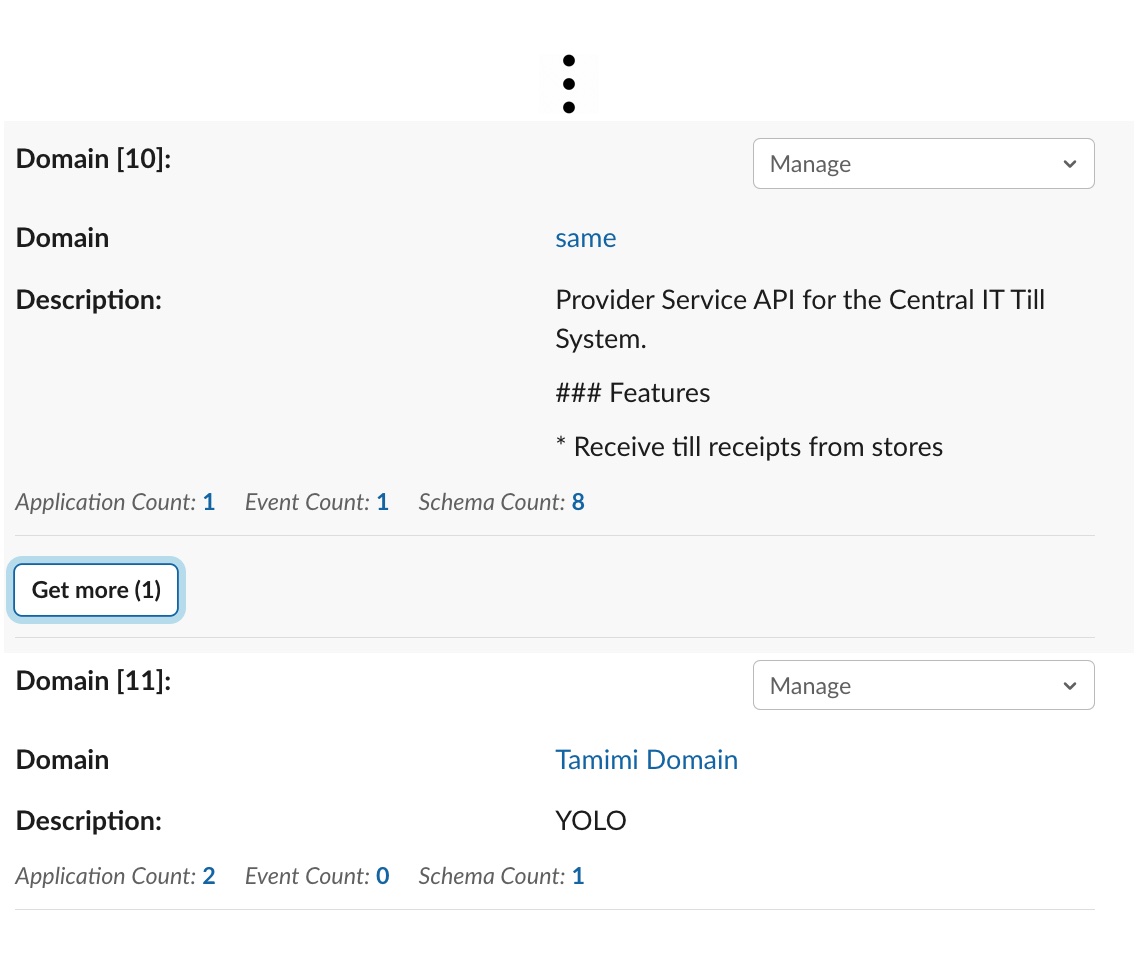 Domain [10]:
Manage
Domain
same
Description:
Provider Service API for the Central IT Till
System.
### Features
* Receive till receipts from stores
Application Count: 1 Event Count: 1 Schema Count: 8
Get more (1)
Domain [11]:
Manage
Domain
Tamimi Domain
Description:
YOLO
Application Count: 2 Event Count: 0 Schema Count: 1